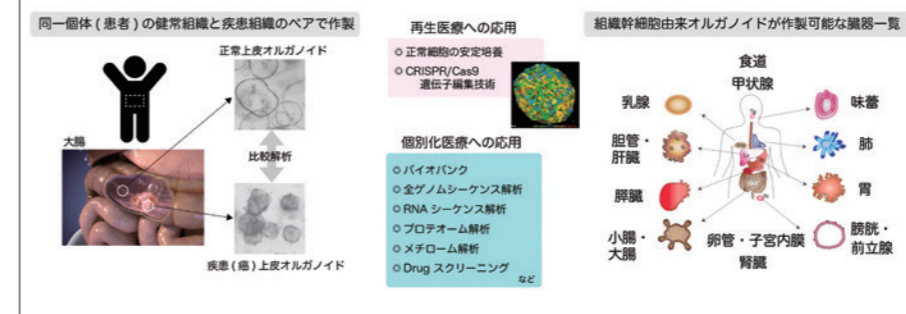 同一個体 ( 患者 ) の健常組織と疾患組織のペアで作製
正常上皮オルガノイド
大腸
比較解析
疾患 ( 癌 ) 上皮オルガノイド
再生医療への応用
正常細胞の安定培養
CRISPR/Cas9
遺伝子編集技術
個別化医療への応用
バイオバンク
全ゲノムシーケンス解析
RNA シーケンス解析
プロテオーム解析
メチローム解析
Drug スクリーニング
など
組織幹細胞由来オルガノイドが作製可能な臓器一覧
食道
甲状腺
乳腺
味蕾
胆管・
肝臓
肺
膵臓
胃
小腸・
大腸
卵管・子宮内膜
腎臓
膀胱・
前立腺